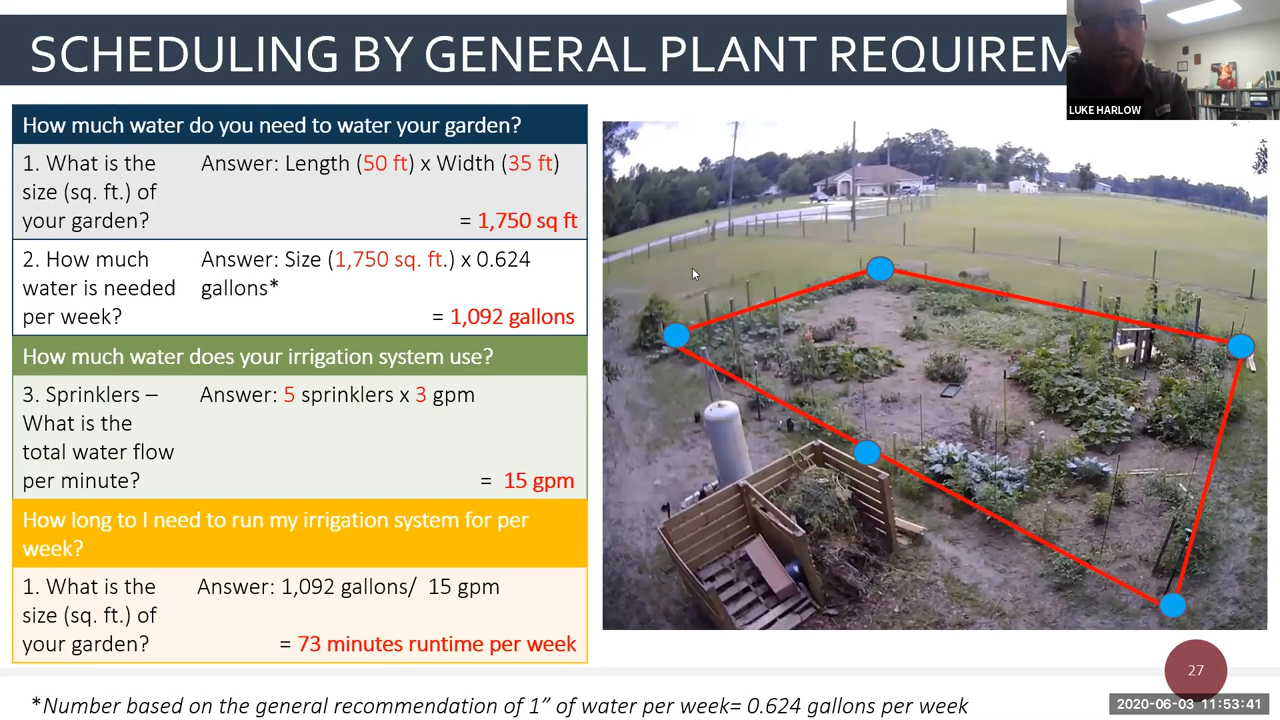 SCHEDULING BY GENERAL PLANT REQUIREM
LUKE HARLOW
How much water do you need to water your garden?
1. What is the
size (sq. ft.) of
your garden?
Answer: Length (50 ft) x Width (35 ft)
= 1,750 sq ft
2. How much
water is needed
per week?
Answer: Size (1,750 sq. ft.) x 0.624
gallons*
= 1,092 gallons
How much water does your irrigation system use?
3. Sprinklers –
What is the
total water flow
per minute?
Answer: 5 sprinklers x 3 gpm
= 15 gpm
How long to I need to run my irrigation system for per
week?
1. What is the
size (sq. ft.) of
your garden?
Answer: 1,092 gallons/ 15 gpm
= 73 minutes runtime per week
27
*Number based on the general recommendation of 1” of water per week= 0.624 gallons per week
2020-06-03 11:53:41